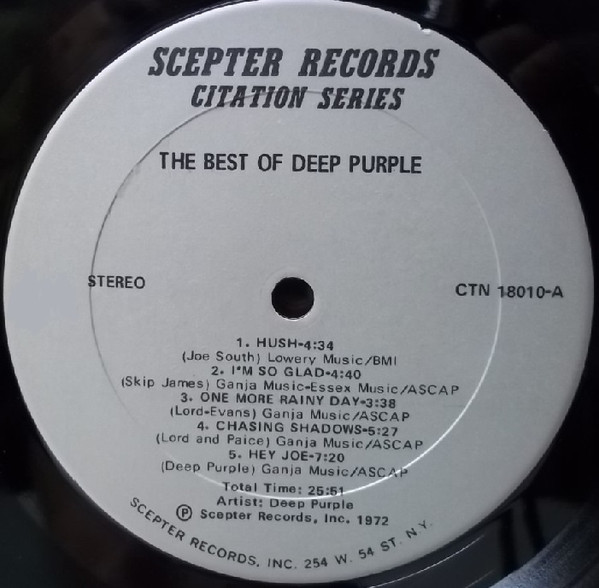 SCEPTER RECORDS
CITATION SERIES
THE BEST OF DEEP PURPLE
STEREO
CTN 18010-A
1. HUSH-4:34
(Joe South) Lowery Music/BMI
2. I'M SO GLAD-4:40
(Skip James) Ganja Music-Essex Music/ASCAP
3. ONE MORE RAINY DAY-3:38
(Lord-Evans) Ganja Music/ASCAP
4. CHASING SHADOWS-5:27
(Lord and Paice) Ganja Music/ASCAP
5. HEY JOE-7:20
(Deep Purple) Ganja Music/ASCAP
Total Time: 25:51
Artist: Deep Purple
Ⓟ Scepter Records, Inc. 1972
SCEPTER RECORDS, INC. 254 W. 54 ST. N.Y.